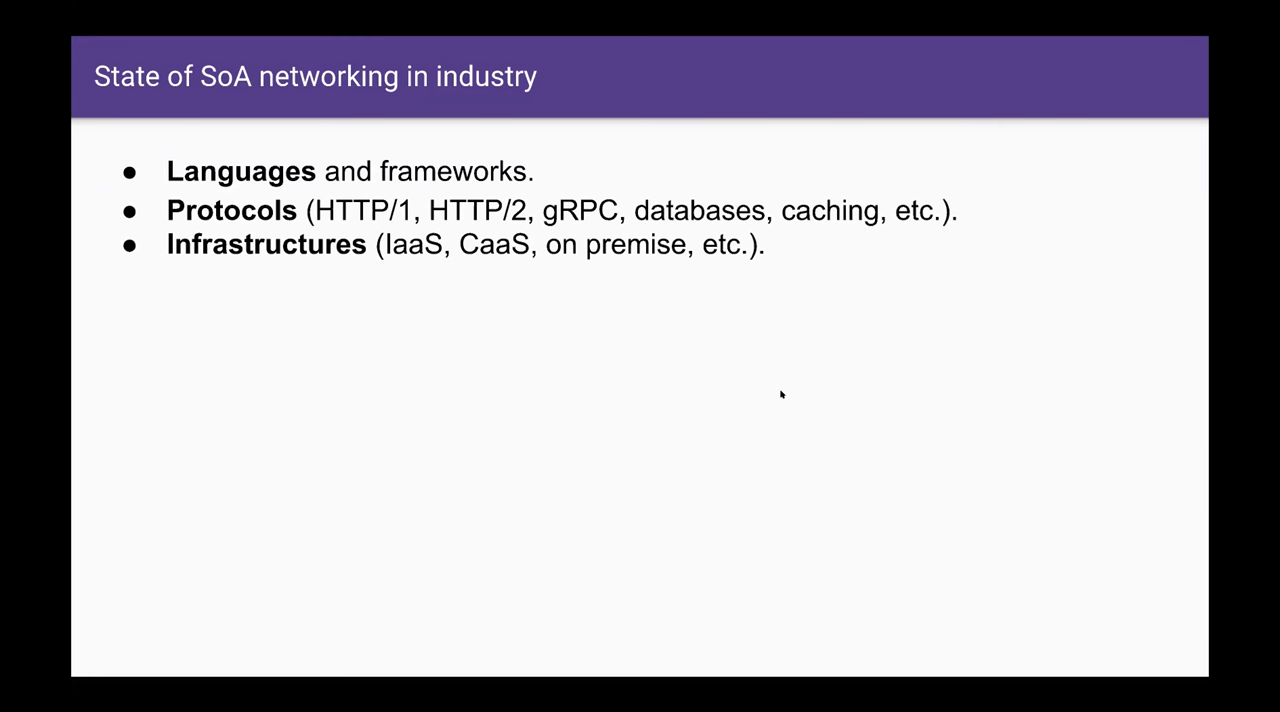 State of SoA networking in industry
● Languages and frameworks.
● Protocols (HTTP/1, HTTP/2, gRPC, databases, caching, etc.).
● Infrastructures (IaaS, CaaS, on premise, etc.).